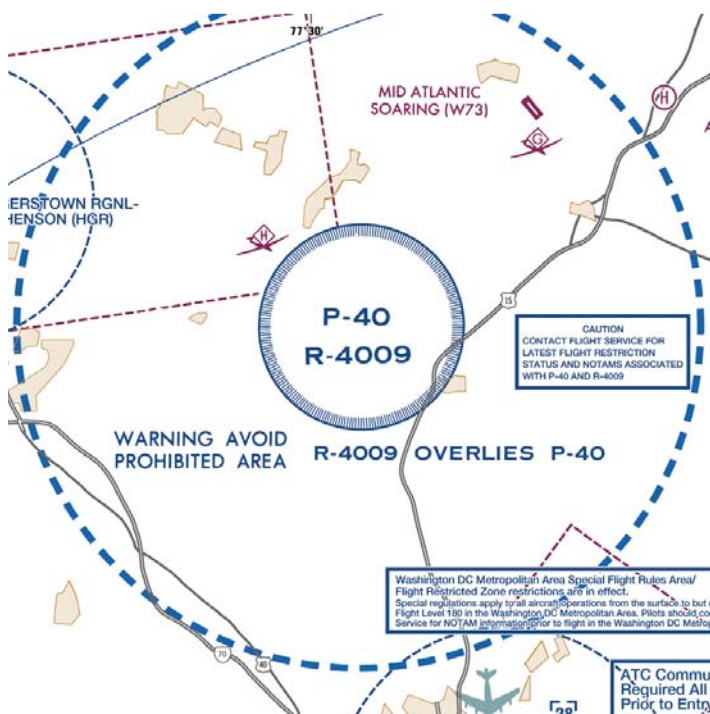 77°30'
MID ATLANTIC
SOARING (W73)
G
H
ERSTOWN RGNL-
HENSON (HGR)
H
P-40
R-4009
15
CAUTION
CONTACT FLIGHT SERVICE FOR
LATEST FLIGHT RESTRICTION
STATUS AND NOTAMS ASSOCIATED
WITH P-40 AND R-4009
WARNING AVOID
PROHIBITED AREA
R-4009 OVERLIES P-40
Washington DC Metropolitan Area Special Flight Rules Area/
Flight Restricted Zone restrictions are in effect.
Special regulations apply to all aircraft operations from the surface to but
Flight Level 180 in the Washington DC Metropolitan Area. Pilots should co
Service for NOTAM information prior to flight in the Washington DC Metrop
70
40
28
ATC Commu
Required All
Prior to Entry